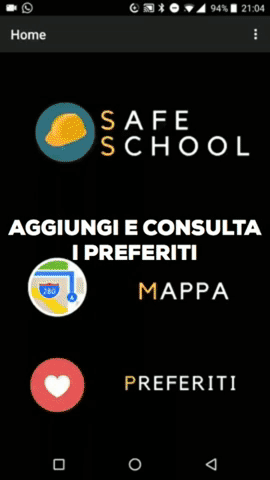 94% 21:04
Home
SAFE
SCHOOL
AGGIUNGI E CONSULTA
I PREFERITI
280
MAPPA
PREFERITI